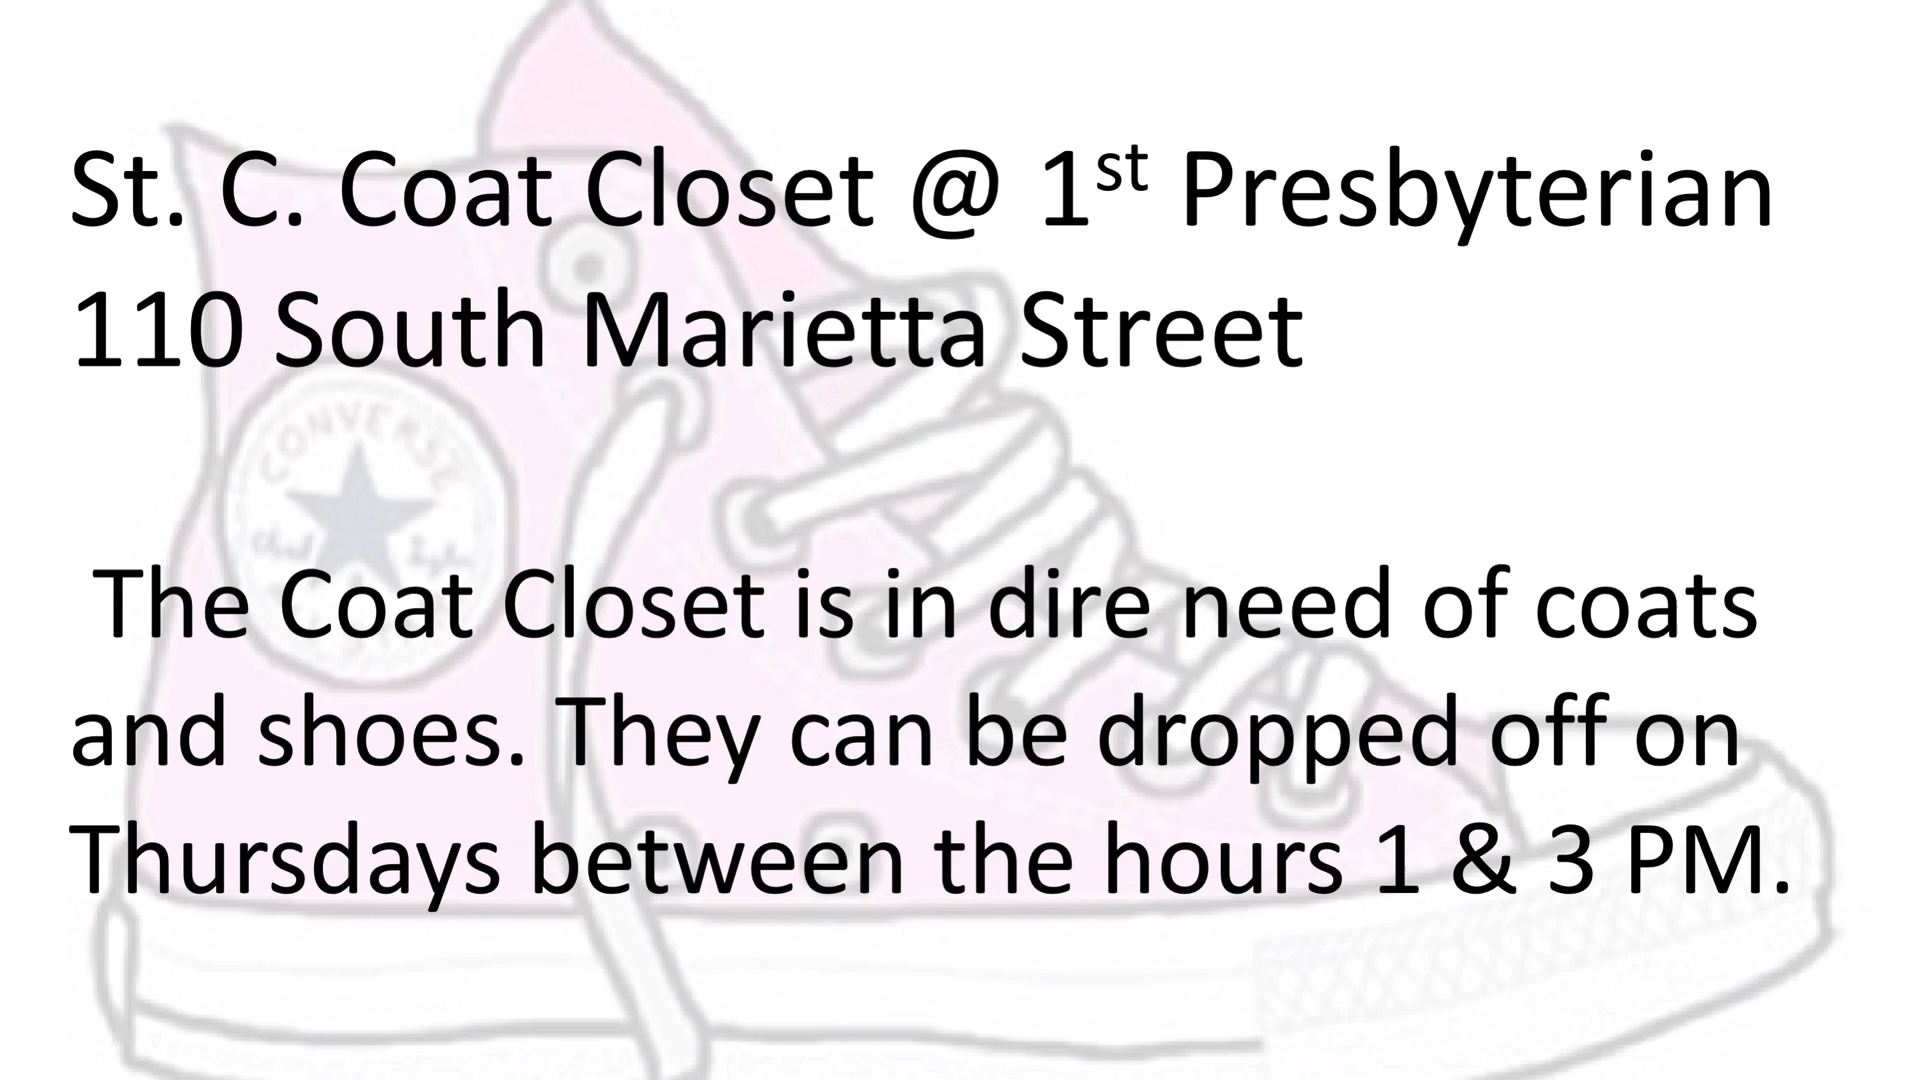 St. C. Coat Closet @ 1st Presbyterian
110 South Marietta Street
CONVERSE
The Coat Closet is in dire need of coats
and shoes. They can be dropped off on
Thursdays between the hours 1 & 3 PM.